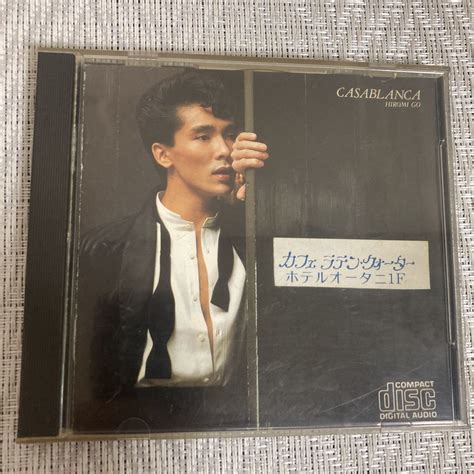 CASABLANCA
HIROMI GO
カフェ ラテン・クォーター
ホテルオータニ1F
COMPACT
disc
DIGITAL AUDIO